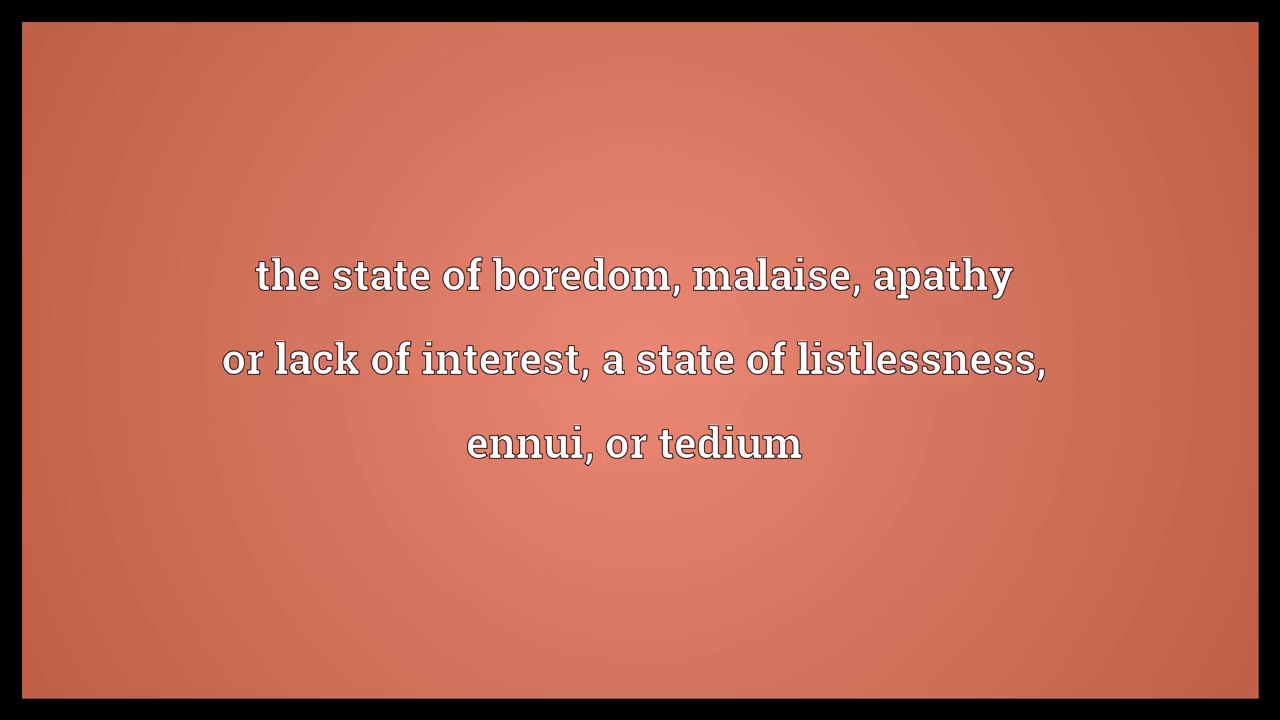 the state of boredom, malaise, apathy
or lack of interest, a state of listlessness,
ennui, or tedium